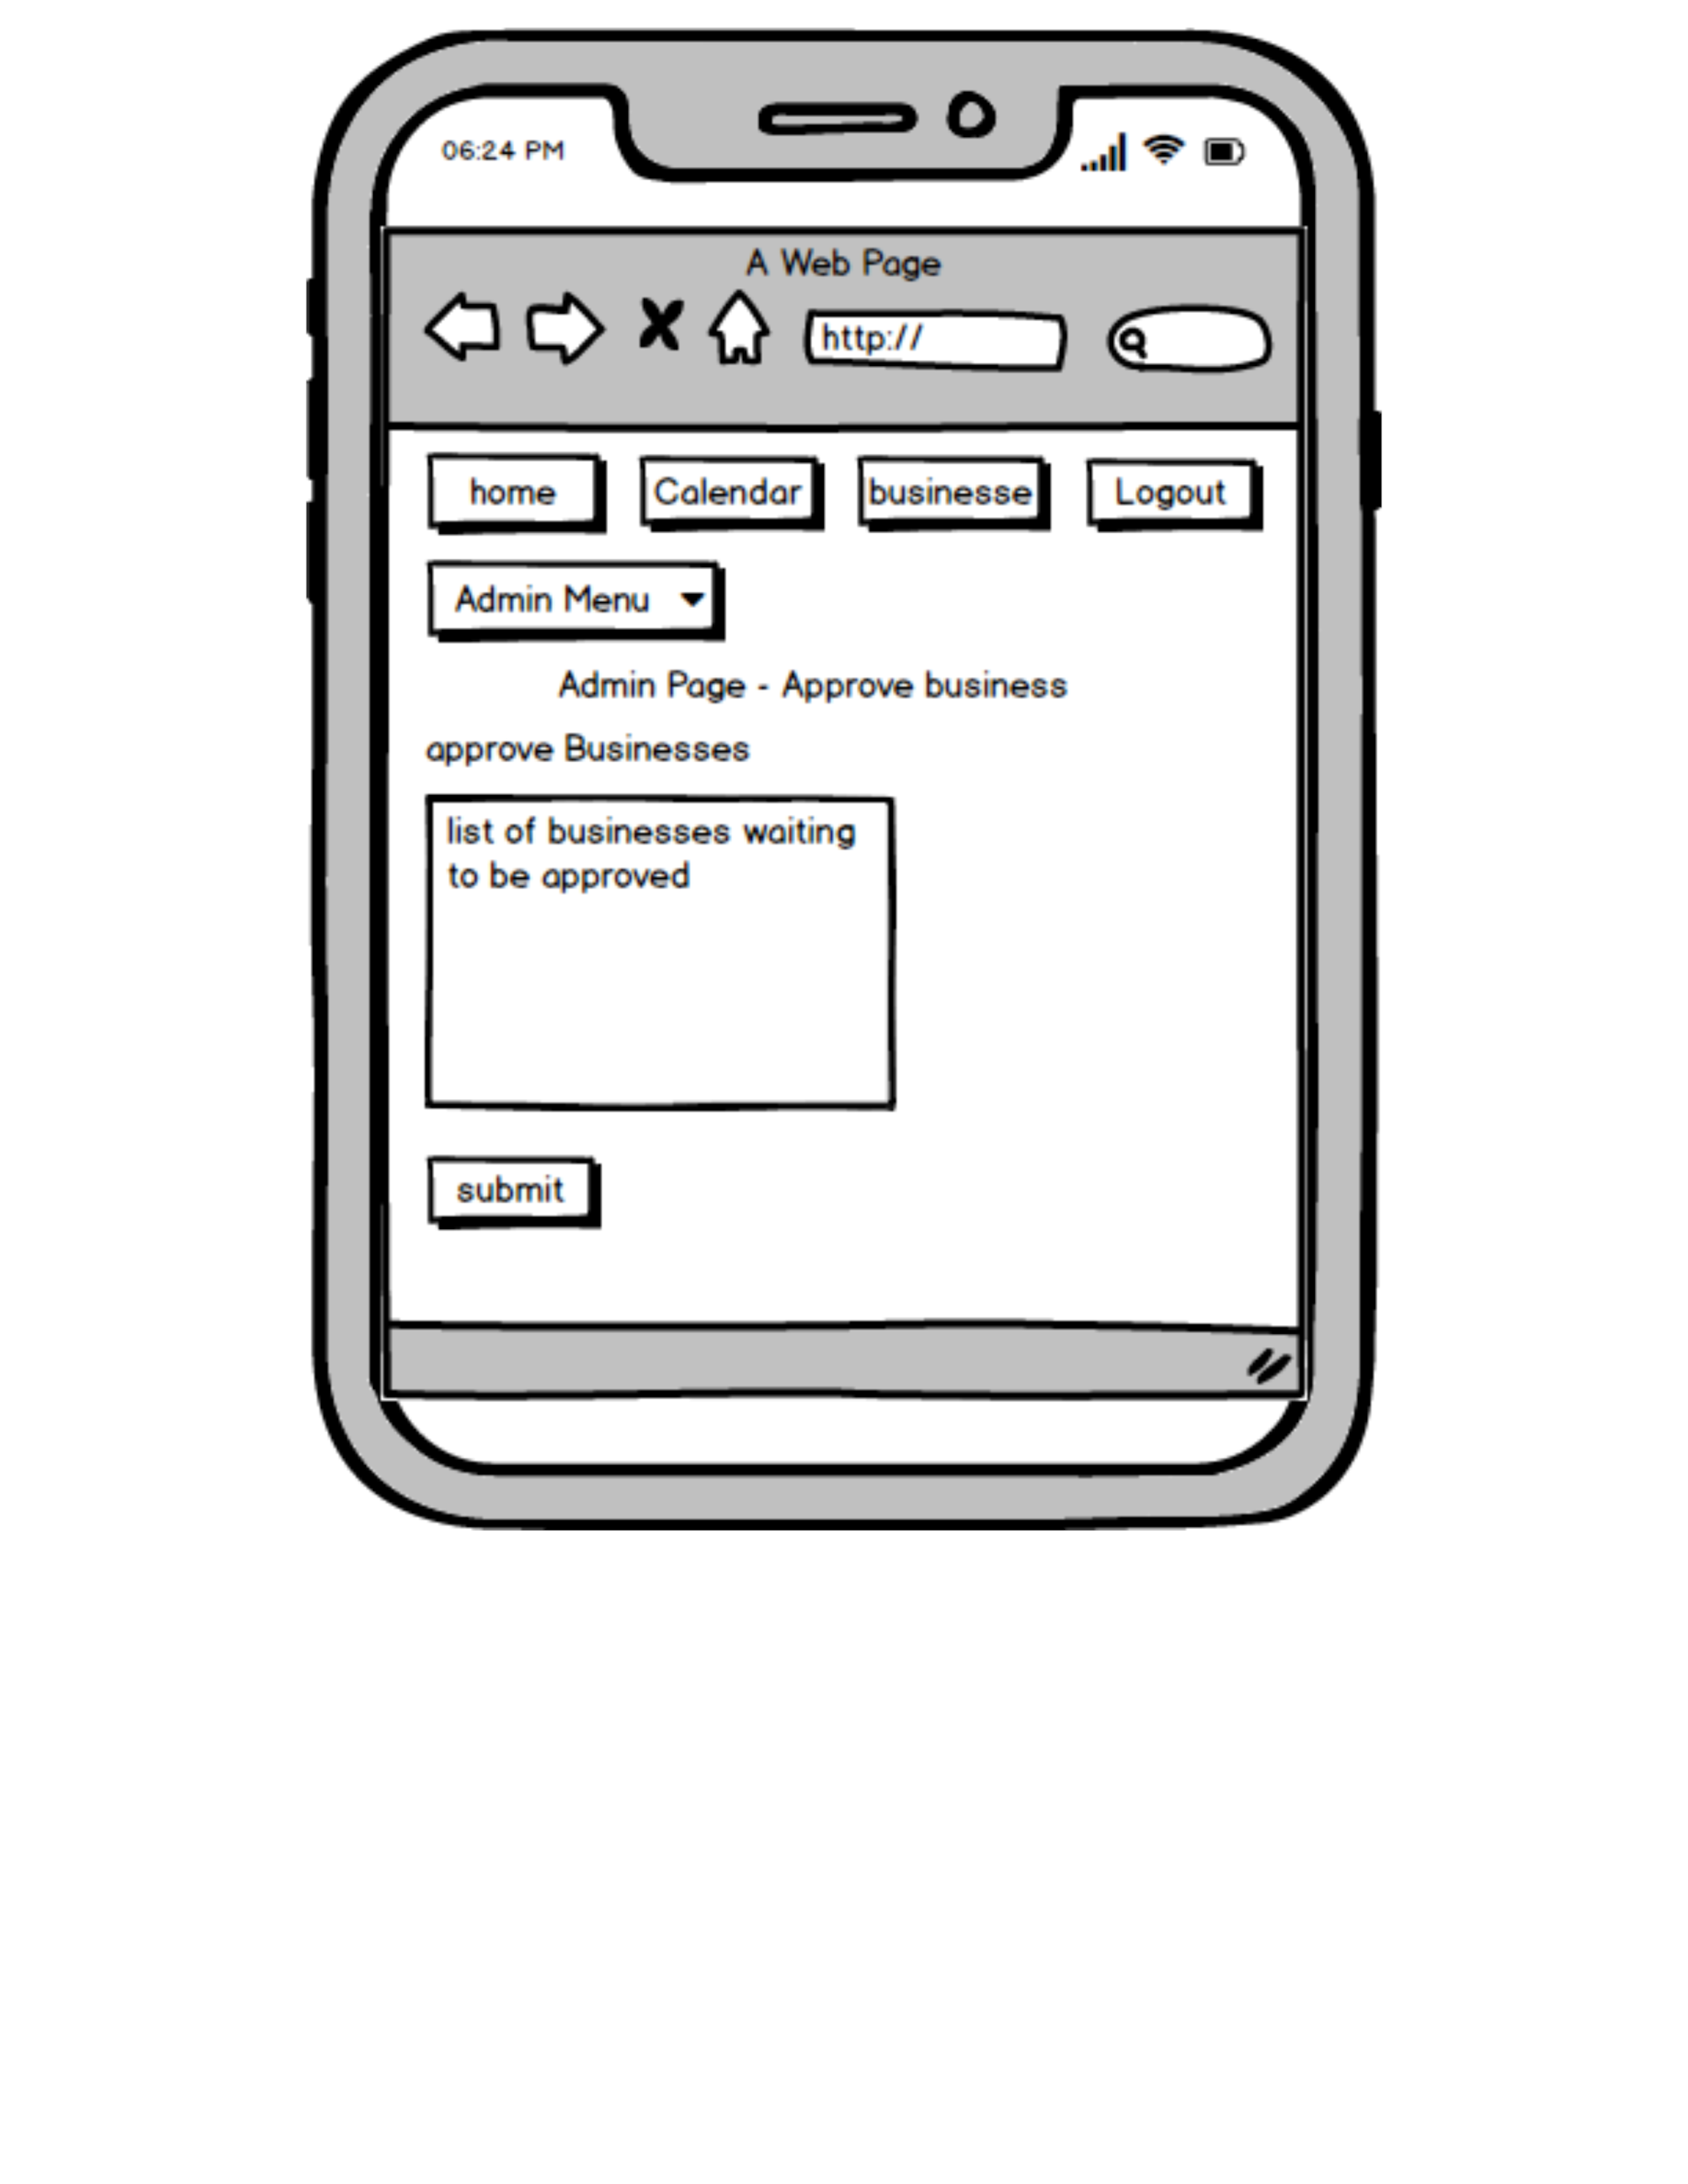 06:24 PM
A Web Page
http://
home Calendar businesse Logout
Admin Menu
Admin Page - Approve business
approve Businesses
list of businesses waiting
to be approved
submit